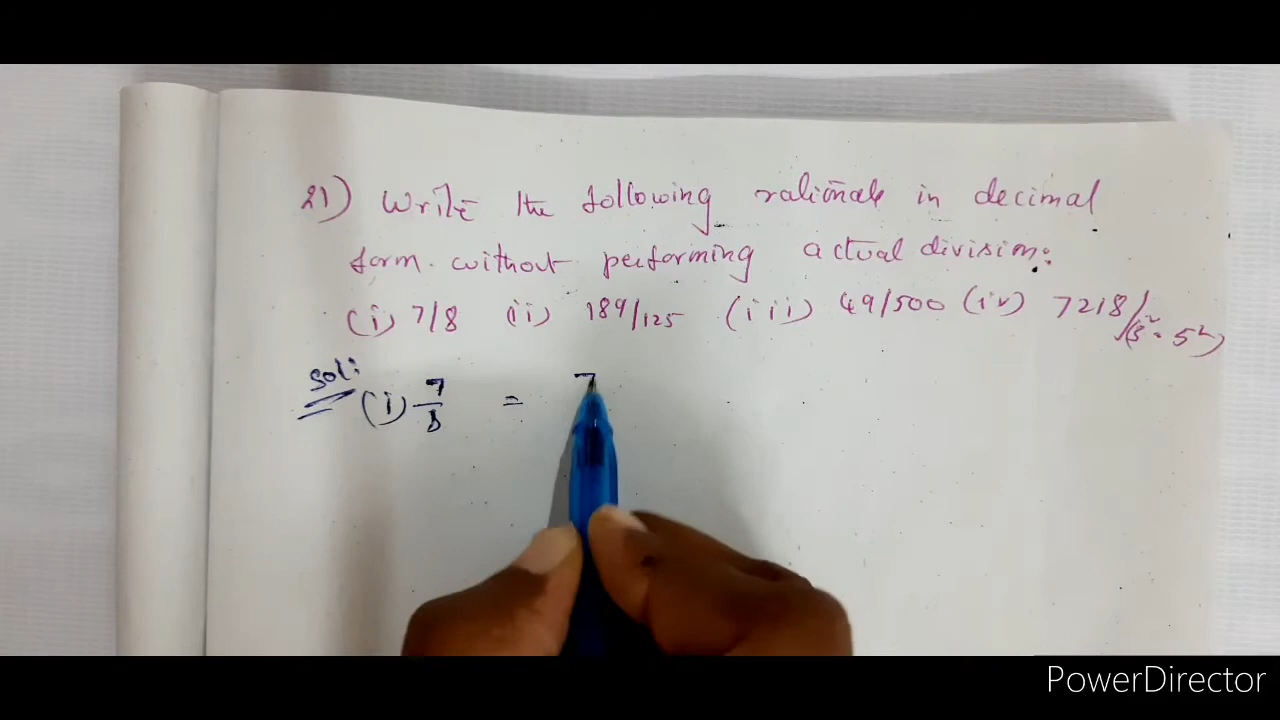 21) Write the following rationals in decimal
form without performing actual division:
(i) 7/8 (ii) 189/125 (iii) 49/500 (iv) 7218/(3²·5²)
Sol:
(i) 7/8 = 7
PowerDirector